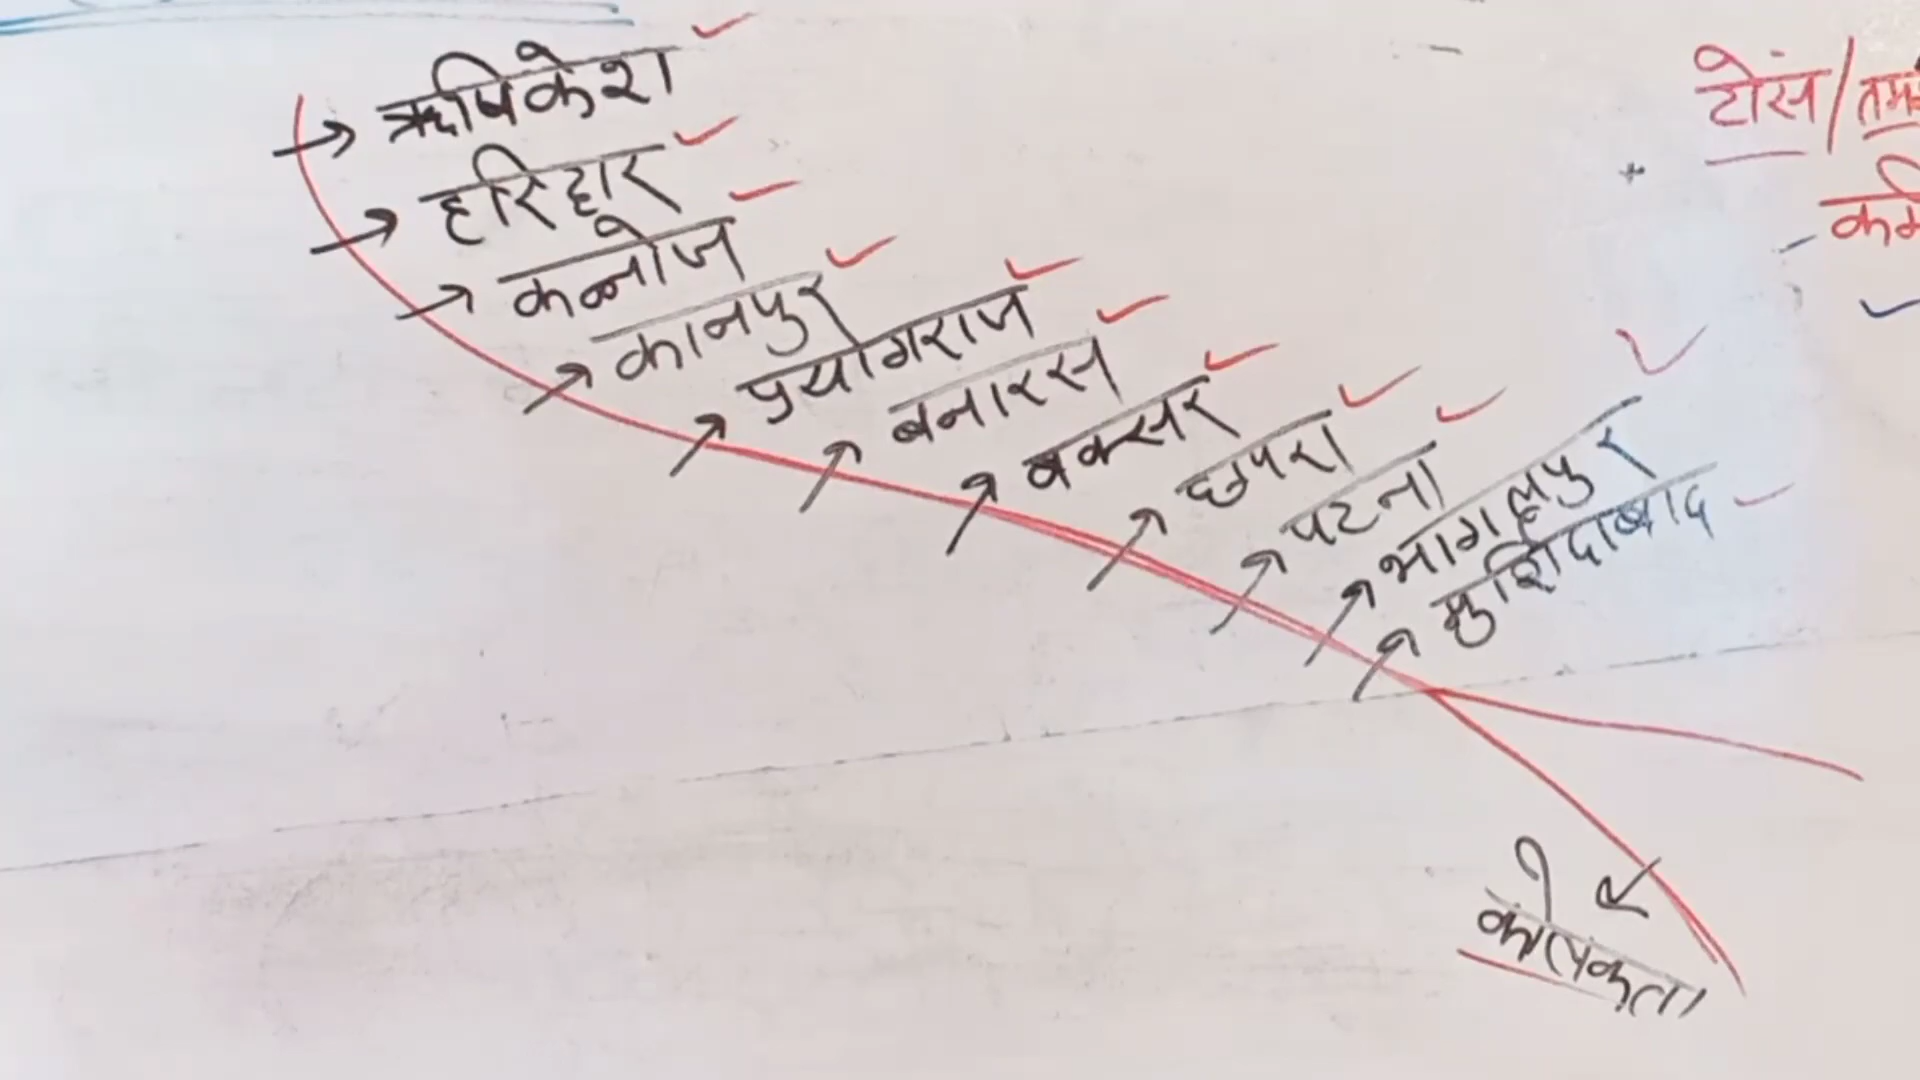 ऋषिकेश
हरिद्वार
कन्नोज
कानपुर
प्रयोगराज
बनारस
बक्सर
छपरा
पटना
भागलपुर
मुर्शिदाबाद
कोलकता
टोंस/